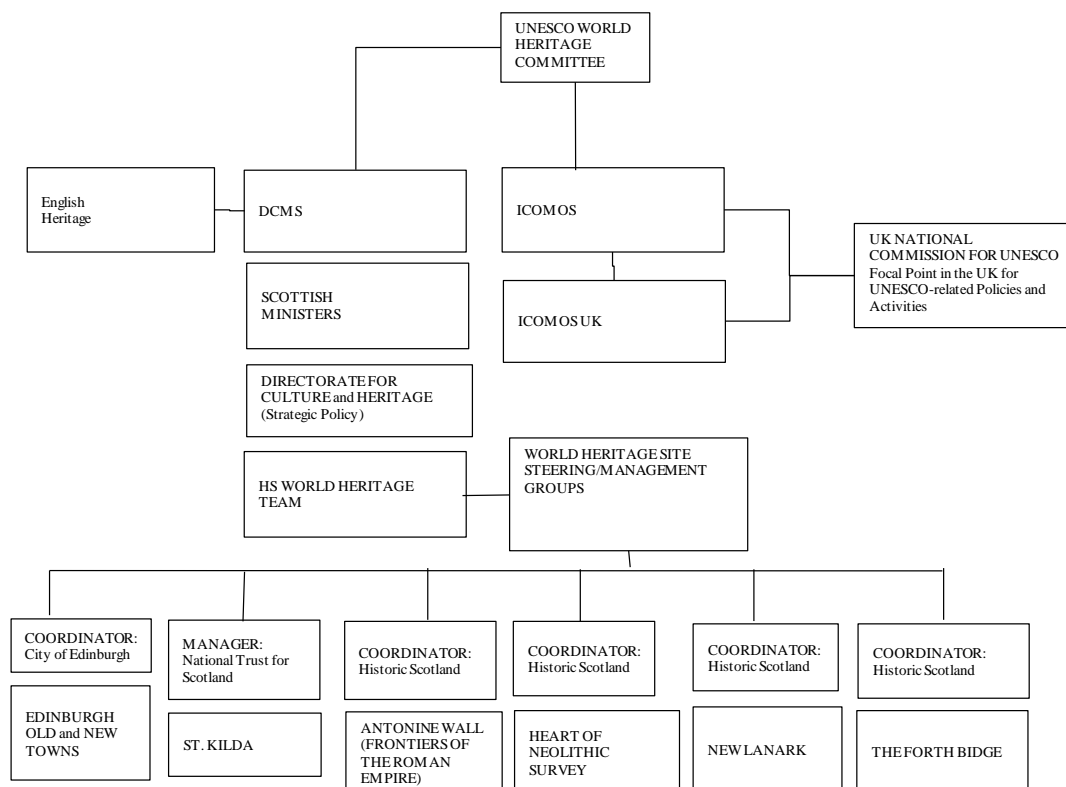 UNESCO WORLD
HERITAGE
COMMITTEE
English
Heritage
DCMS
ICOMOS
UK NATIONAL
COMMISSION FOR UNESCO
Focal Point in the UK for
UNESCO-related Policies and
Activities
SCOTTISH
MINISTERS
ICOMOS UK
DIRECTORATE FOR
CULTURE and HERITAGE
(Strategic Policy)
HS WORLD HERITAGE
TEAM
WORLD HERITAGE SITE
STEERING/MANAGEMENT
GROUPS
COORDINATOR:
City of Edinburgh
MANAGER:
National Trust for
Scotland
COORDINATOR:
Historic Scotland
COORDINATOR:
Historic Scotland
COORDINATOR:
Historic Scotland
COORDINATOR:
Historic Scotland
EDINBURGH
OLD and NEW
TOWNS
ST. KILDA
ANTONINE WALL
(FRONTIERS OF
THE ROMAN
EMPIRE)
HEART OF
NEOLITHIC
SURVEY
NEW LANARK
THE FORTH BIDGE